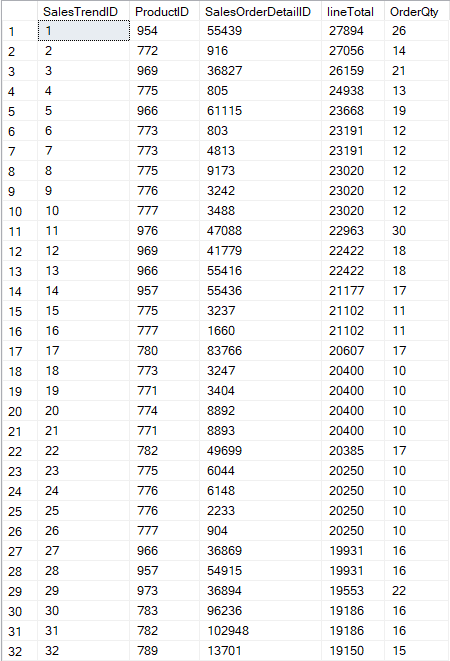 SalesTrendID ProductID SalesOrderDetailID lineTotal OrderQty
1 1 954 55439 27894 26
2 2 772 916 27056 14
3 3 969 36827 26159 21
4 4 775 805 24938 13
5 5 966 61115 23668 19
6 6 773 803 23191 12
7 7 773 4813 23191 12
8 8 775 9173 23020 12
9 9 776 3242 23020 12
10 10 777 3488 23020 12
11 11 976 47088 22963 30
12 12 969 41779 22422 18
13 13 966 55416 22422 18
14 14 957 55436 21177 17
15 15 775 3237 21102 11
16 16 777 1660 21102 11
17 17 780 83766 20607 17
18 18 773 3247 20400 10
19 19 771 3404 20400 10
20 20 774 8892 20400 10
21 21 771 8893 20400 10
22 22 782 49699 20385 17
23 23 775 6044 20250 10
24 24 776 6148 20250 10
25 25 776 2233 20250 10
26 26 777 904 20250 10
27 27 966 36869 19931 16
28 28 957 54915 19931 16
29 29 973 36894 19553 22
30 30 783 96236 19186 16
31 31 782 102948 19186 16
32 32 789 13701 19150 15